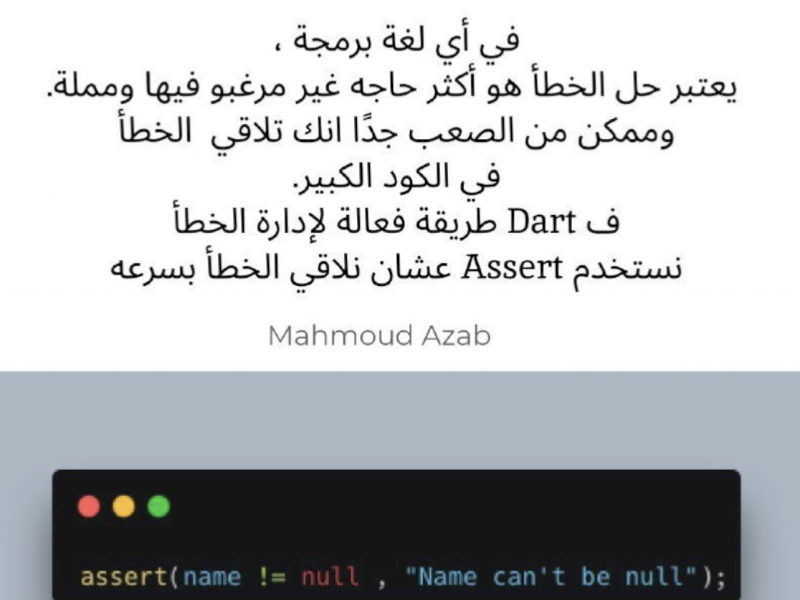 في أي لغة برمجة ،
يعتبر حل الخطأ هو أكثر حاجه غير مرغبو فيها ومملة.
وممكن من الصعب جدًا انك تلاقي الخطأ
في الكود الكبير.
ف Dart طريقة فعالة لإدارة الخطأ
نستخدم Assert عشان نلاقي الخطأ بسرعه
Mahmoud Azab
assert(name != null , "Name can't be null");